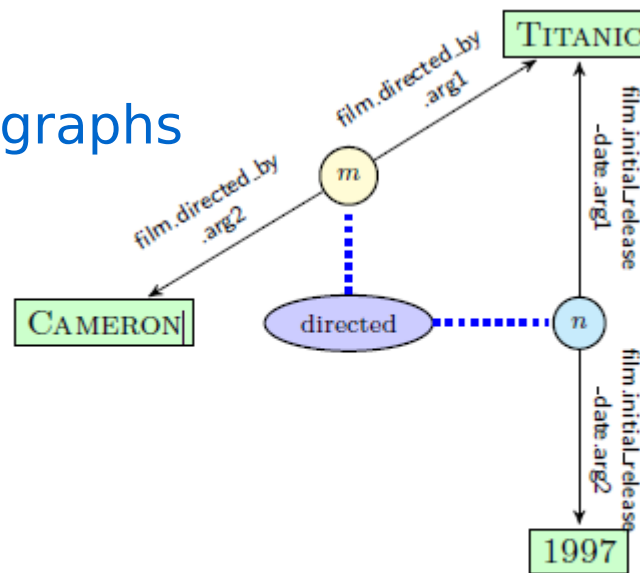 TITANIC
film.directed_by
.arg1
graphs
film.initial_release
-date.arg1
m
film.directed_by
.arg2
CAMERON
directed
n
film.initial_release
-date.arg2
1997